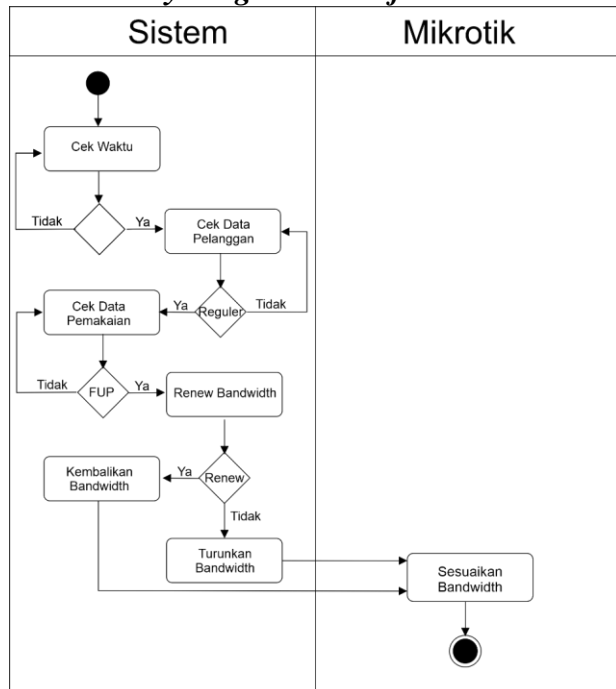 Sistem
Mikrotik
Cek Waktu
Tidak
Ya
Cek Data
Pelanggan
Cek Data
Pemakaian
Ya
Reguler
Tidak
Tidak
FUP
Ya
Renew Bandwidth
Kembalikan
Bandwidth
Ya
Renew
Tidak
Turunkan
Bandwidth
Sesuaikan
Bandwidth